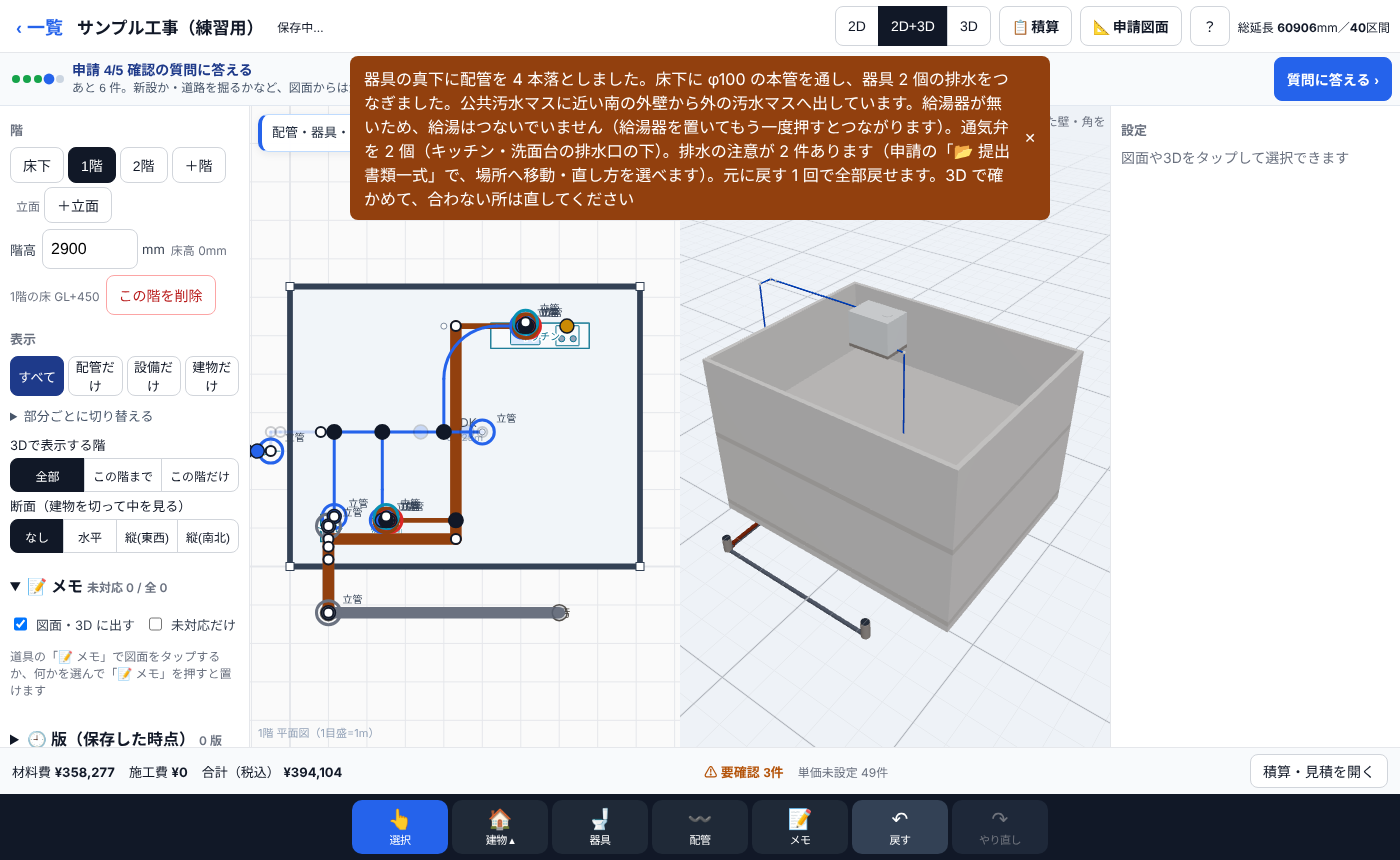 ‹ 一覧 サンプル工事（練習用） 保存中...
2D 2D+3D 3D 📋 積算 📐 申請図面 ? 総延長 60906mm／40区間
申請 4/5 確認の質問に答える
あと 6 件。新設か・道路を掘るかなど、図面からは
質問に答える ›
器具の真下に配管を 4 本落としました。床下に φ100 の本管を通し、器具 2 個の排水をつ
なぎました。公共汚水マスに近い南の外壁から外の汚水マスへ出しています。給湯器が無
いため、給湯はつないでいません（給湯器を置いてもう一度押すとつながります）。通気弁
を 2 個（キッチン・洗面台の排水口の下）。排水の注意が 2 件あります（申請の「📂 提出
書類一式」で、場所へ移動・直し方を選べます）。元に戻す 1 回で全部戻せます。3D で確
かめて、合わない所は直してください
×
配管・器具・
た壁・角を
階
床下 1階 2階 ＋階
立面 ＋立面
階高 2900 mm 床高 0mm
1階の床 GL+450 この階を削除
表示
すべて 配管だけ 設備だけ 建物だけ
▶ 部分ごとに切り替える
3Dで表示する階
全部 この階まで この階だけ
断面（建物を切って中を見る）
なし 水平 縦(東西) 縦(南北)
▼ 📝 メモ 未対応 0 / 全 0
図面・3D に出す 未対応だけ
道具の「📝 メモ」で図面をタップする
か、何かを選んで「📝 メモ」を押すと置
けます
▶ 🕘 版（保存した時点） 0 版
立管
立管
立管
立管
立管
立管
立管
1階 平面図（1目盛=1m）
設定
図面や3Dをタップして選択できます
材料費 ¥358,277 施工費 ¥0 合計（税込） ¥394,104
⚠ 要確認 3件 単価未設定 49件
積算・見積を開く
選択 建物▲ 器具 配管 メモ 戻す やり直し